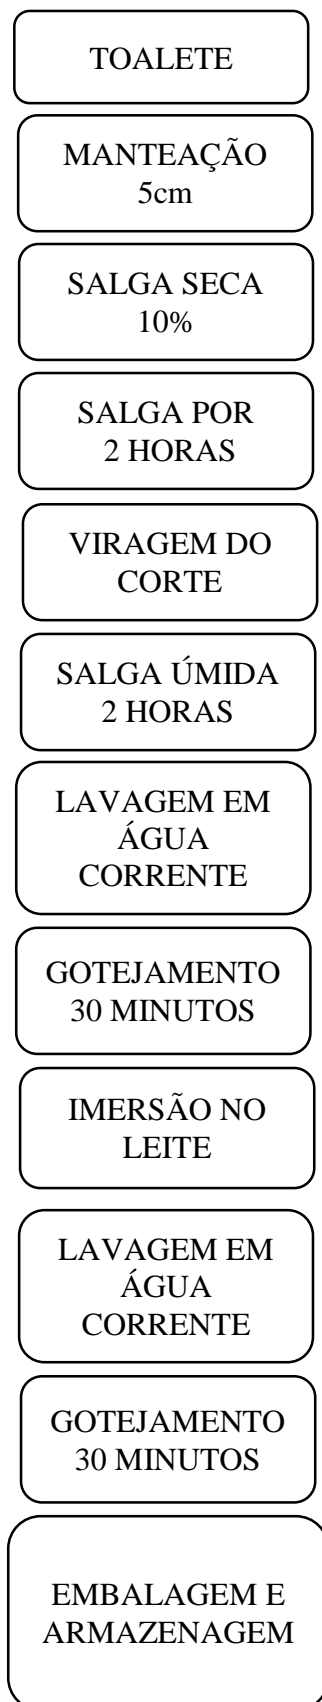 TOALETE
MANTEAÇÃO
5cm
SALGA SECA
10%
SALGA POR
2 HORAS
VIRAGEM DO
CORTE
SALGA ÚMIDA
2 HORAS
LAVAGEM EM
ÁGUA
CORRENTE
GOTEJAMENTO
30 MINUTOS
IMERSÃO NO
LEITE
LAVAGEM EM
ÁGUA
CORRENTE
GOTEJAMENTO
30 MINUTOS
EMBALAGEM E
ARMAZENAGEM